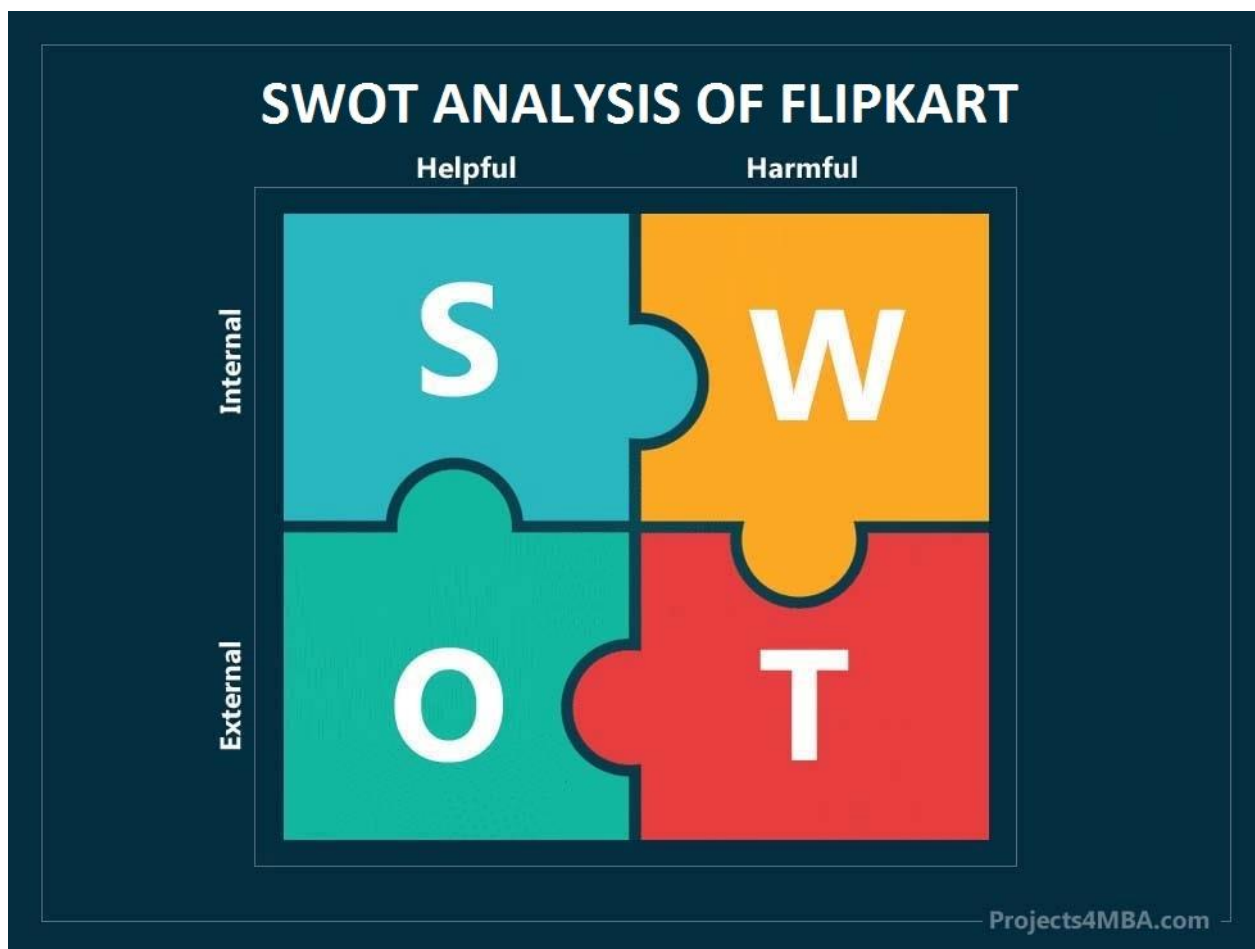 SWOT ANALYSIS OF FLIPKART
Helpful
Harmful
Internal
S
W
External
O
T
Projects4MBA.com